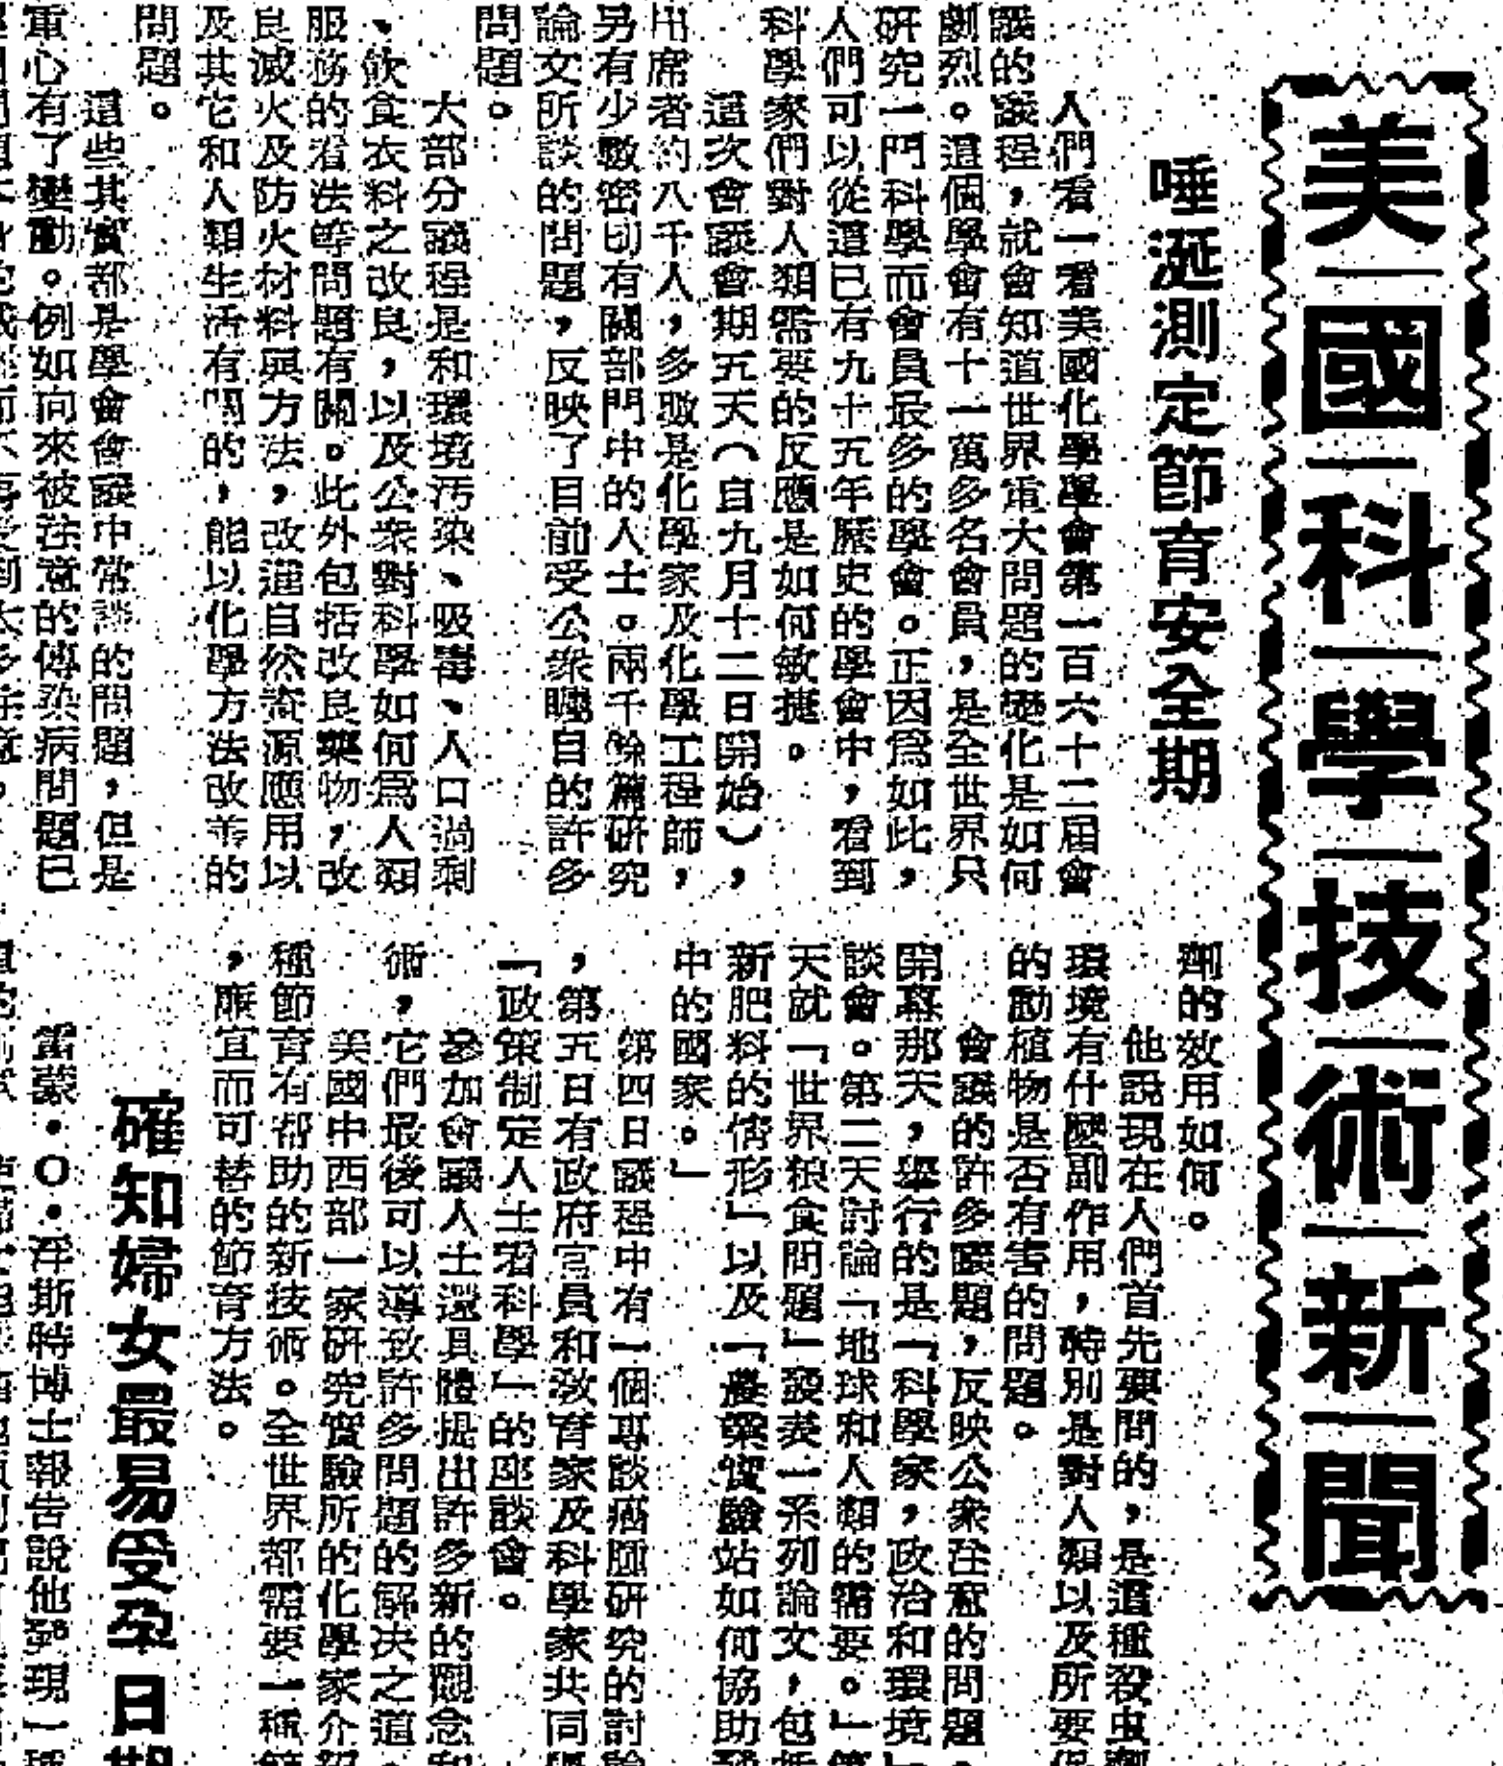 美國科學技術新聞
唾涎測定節育安全期
人們看一看美國化學學會第一百六十二屆會
議的議程，就會知道世界重大問題的變化是如何
劇烈。這個學會有十一萬多名會員，是全世界只
研究一門科學而會員最多的學會。正因爲如此，
人們可以從這已有九十五年歷史的學會中，看到
科學家們對人類需要的反應是如何敏捷。
這次會議會期五天（自九月十二日開始），
出席者約八千人，多數是化學家及化學工程師，
另有少數密切有關部門中的人士。兩千餘篇研究
論文所談的問題，反映了目前受公衆矚目的許多
問題。
大部分議程是和環境汚染、吸毒、人口過剩
、飲食衣料之改良，以及公衆對科學如何爲人類
服務的看法等問題有關。此外包括改良藥物，改
良滅火及防火材料與方法，改進自然資源應用以
及其它和人類生活有關的，能以化學方法改善的
問題。
這些其實都是學會會議中常談的問題，但是
重心有了變動。例如向來被注意的傳染病問題已
劑的效用如何。
他說現在人們首先要問的，是這種殺虫劑
環境有什麼副作用，特別是對人類以及所要保
的動植物是否有害的問題。
會議的許多議題，反映公衆注意的問題。
開幕那天，舉行的是「科學家，政治和環境」
談會。第二天討論「地球和人類的需要。」第
天就「世界粮食問題」發表一系列論文，包括
新肥料的情形」以及「農業實驗站如何協助發
中的國家。」
第四日議程中有一個專談癌症研究的討論
，第五日有政府官員和敎育家及科學家共同
「政策制定人士看科學」的座談會。
參加會議人士還具體提出許多新的觀念和
術，它們最後可以導致許多問題的解決之道。
美國中西部一家研究實驗所的化學家介紹
種節育有帮助的新技術。全世界都需要一種
，廉宜而可替的節育方法。
確知婦女最易受孕日期
雷蒙·O·浮斯特博士報告說他發現一種